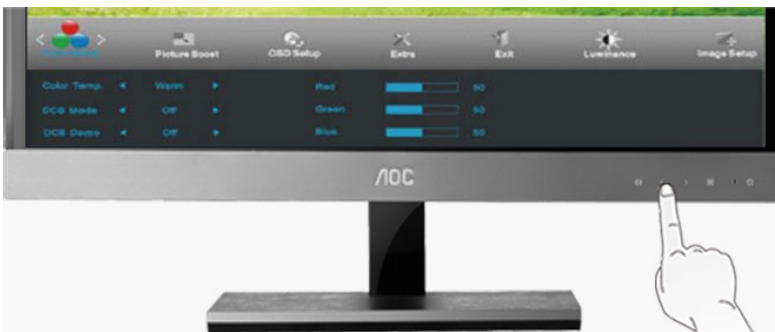 Picture Boost OSD Setup Extra Exit Luminance Image Setup
Color Temp. Warm Red 50
DCB Mode Off Green 50
DCB Demo Off Blue 50
AOC